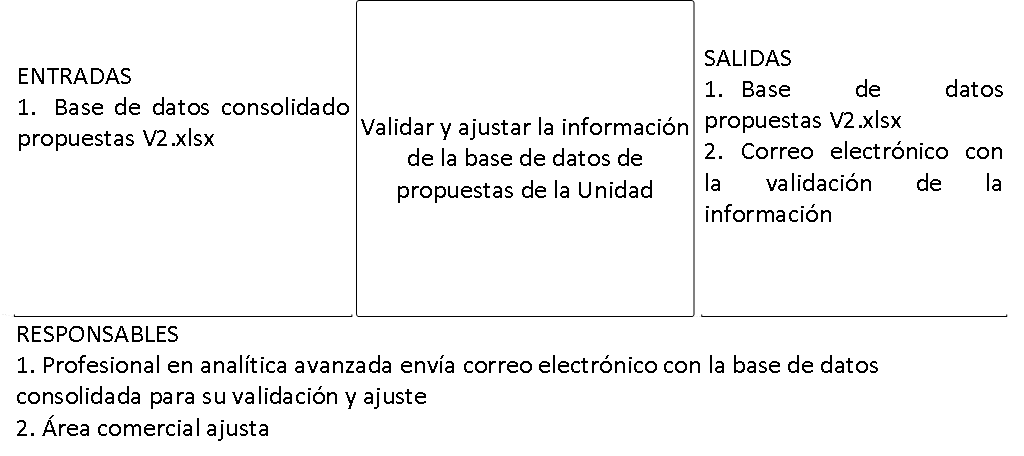 ENTRADAS
1. Base de datos consolidado
propuestas V2.xlsx
Validar y ajustar la información
de la base de datos de
propuestas de la Unidad
SALIDAS
1. Base de datos
propuestas V2.xlsx
2. Correo electrónico con
la validación de la
información
RESPONSABLES
1. Profesional en analítica avanzada envía correo electrónico con la base de datos
consolidada para su validación y ajuste
2. Área comercial ajusta